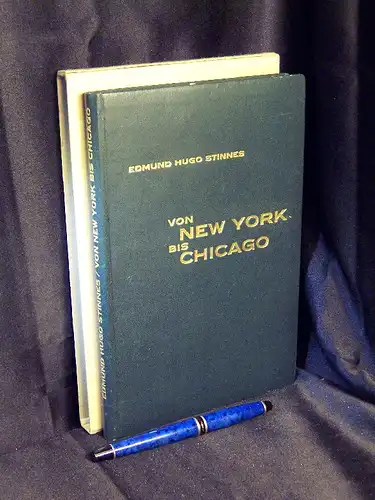 EDMUND HUGO STINNES
VON
NEW YORK
BIS
CHICAGO
EDMUND HUGO STINNES / VON NEW YORK BIS CHICAGO